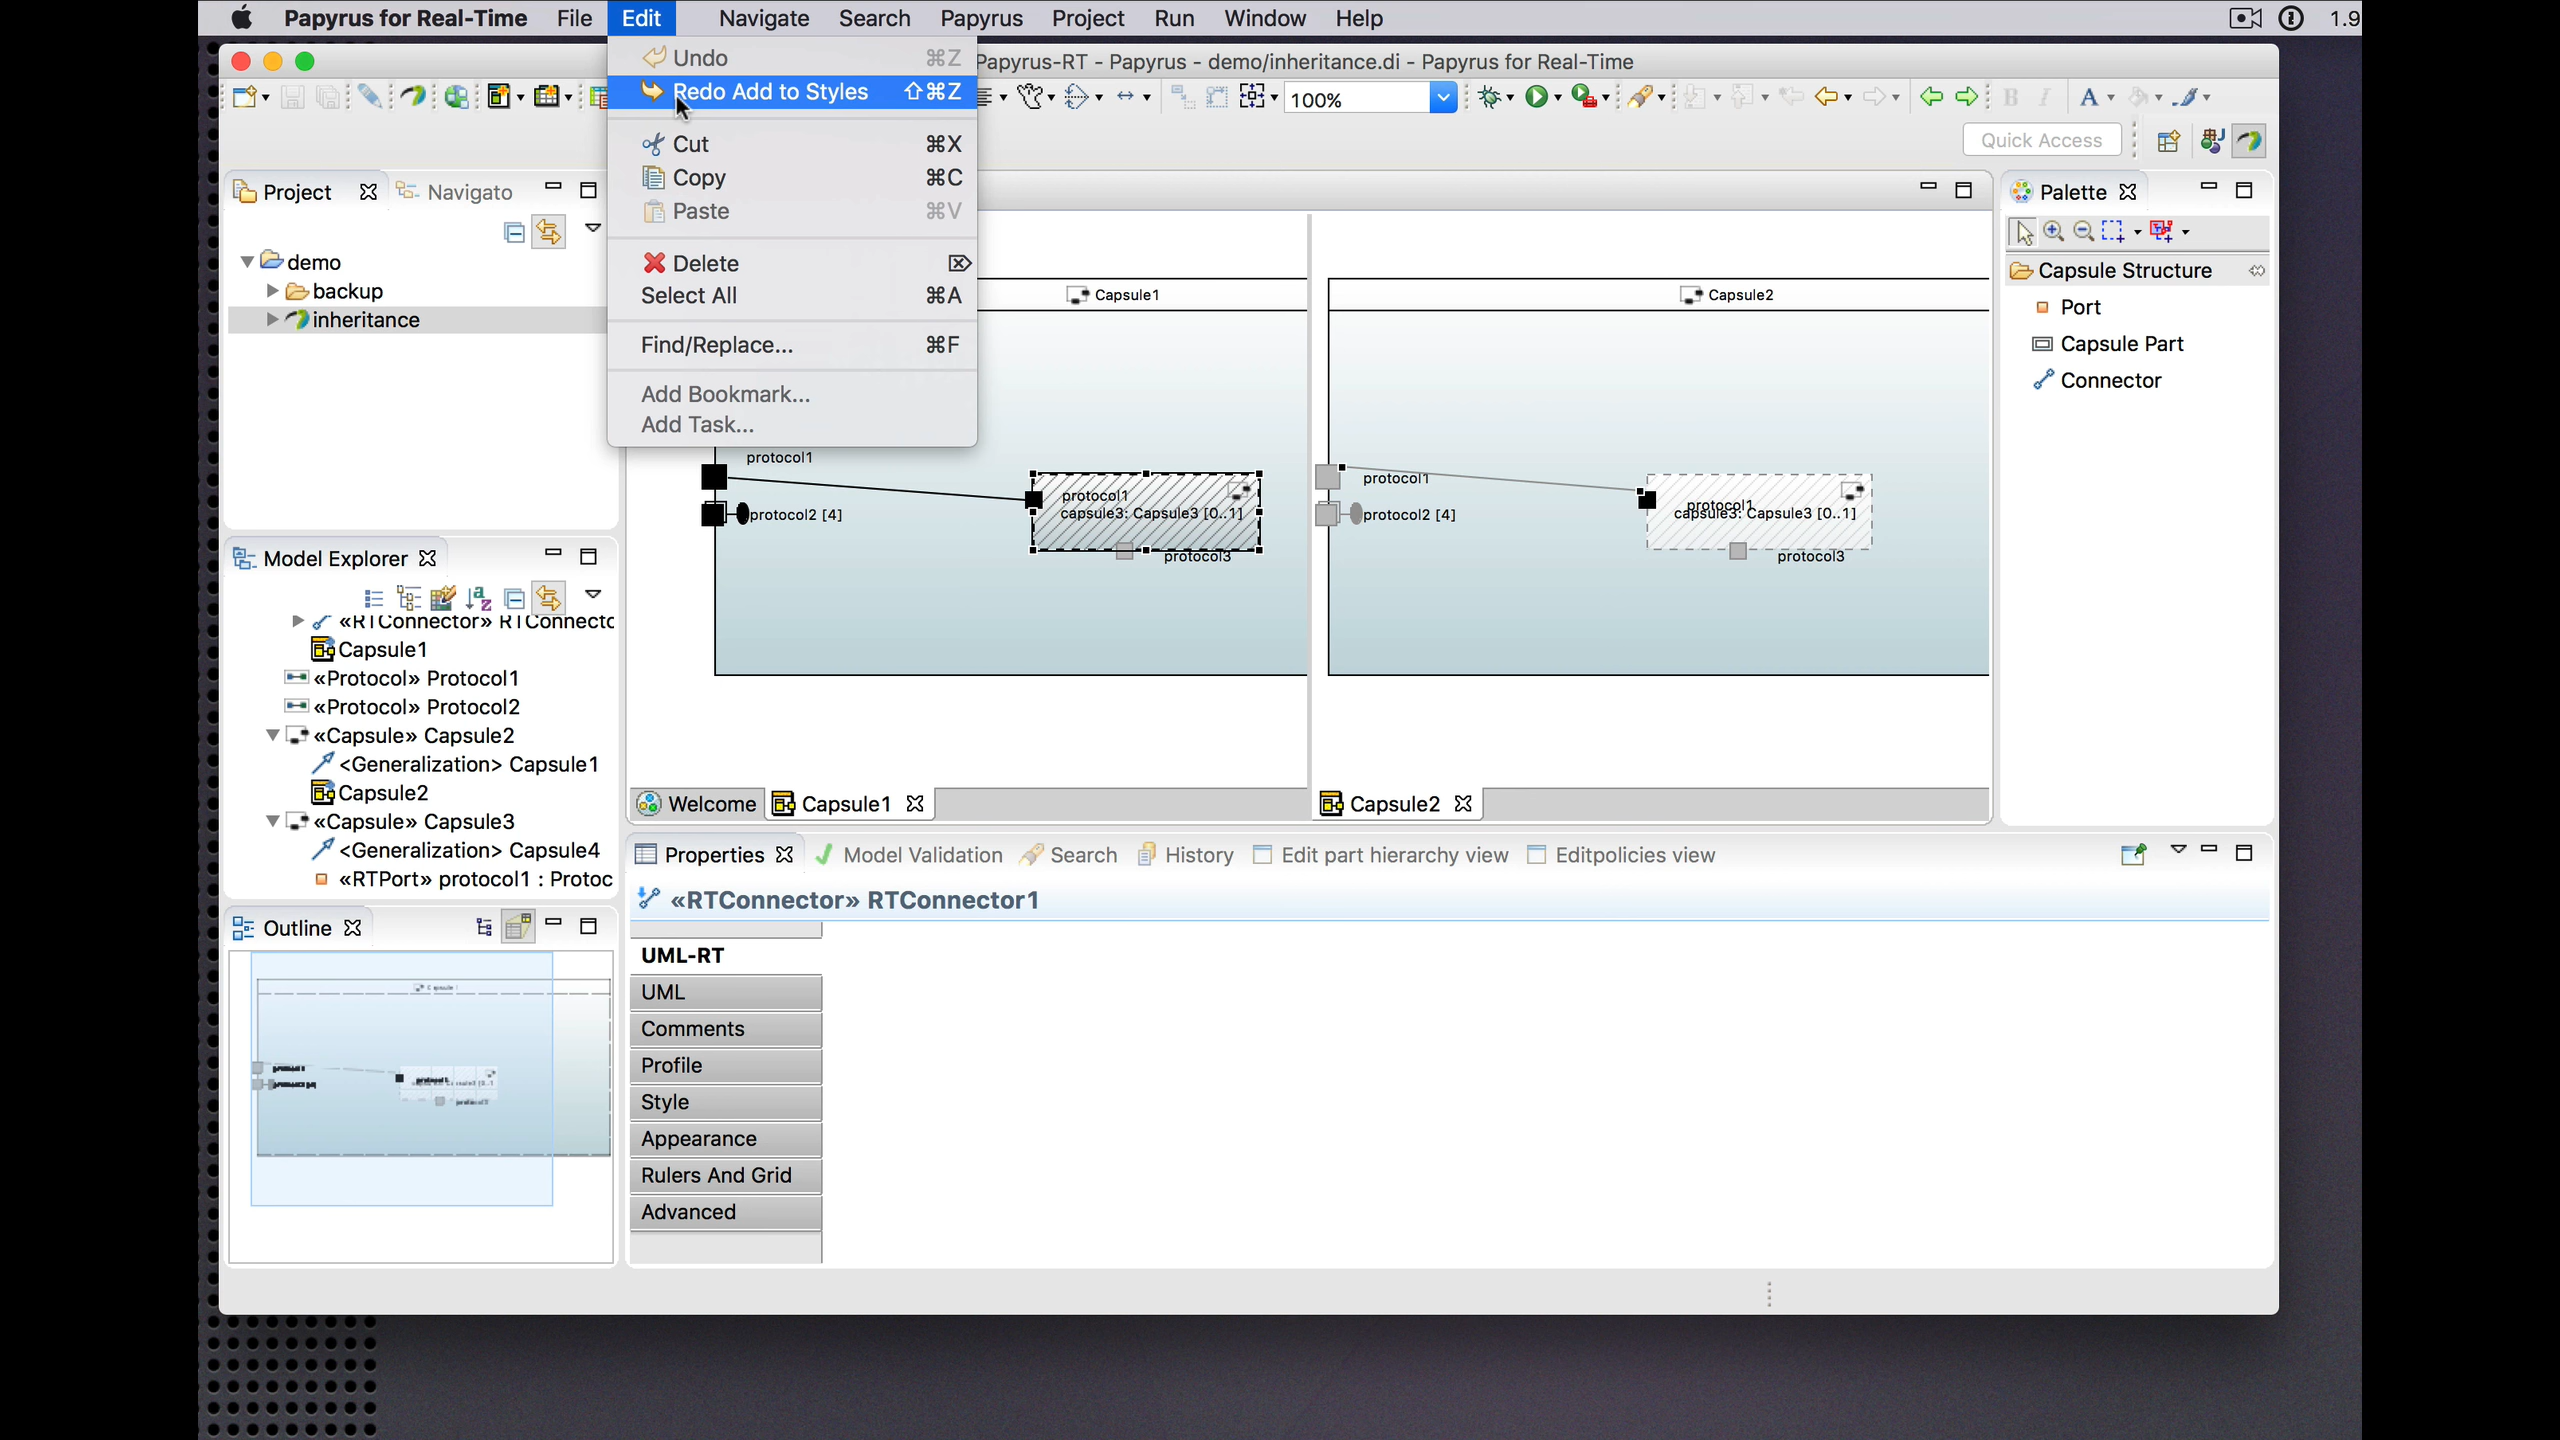 Papyrus for Real-Time File Edit Navigate Search Papyrus Project Run Window Help 1.9
Papyrus-RT - Papyrus - demo/inheritance.di - Papyrus for Real-Time
Undo ⌘Z
Redo Add to Styles ⇧⌘Z
Cut ⌘X
Copy ⌘C
Paste ⌘V
Delete ⌦
Select All ⌘A
Find/Replace... ⌘F
Add Bookmark...
Add Task...
100%
B I A
Quick Access
Project Navigato
demo
backup
inheritance
Model Explorer
«RTConnector» RTConnecto
Capsule1
«Protocol» Protocol1
«Protocol» Protocol2
«Capsule» Capsule2
<Generalization> Capsule1
Capsule2
«Capsule» Capsule3
<Generalization> Capsule4
«RTPort» protocol1 : Protoc
Outline
Capsule1
protocol1
protocol2 [4]
protocol1
capsule3: Capsule3 [0..1]
protocol3
Capsule2
protocol1
protocol2 [4]
protocol1
capsule3: Capsule3 [0..1]
protocol3
Welcome Capsule1
Capsule2
Palette
Capsule Structure
Port
Capsule Part
Connector
Properties Model Validation Search History Edit part hierarchy view Editpolicies view
«RTConnector» RTConnector1
UML-RT
UML
Comments
Profile
Style
Appearance
Rulers And Grid
Advanced